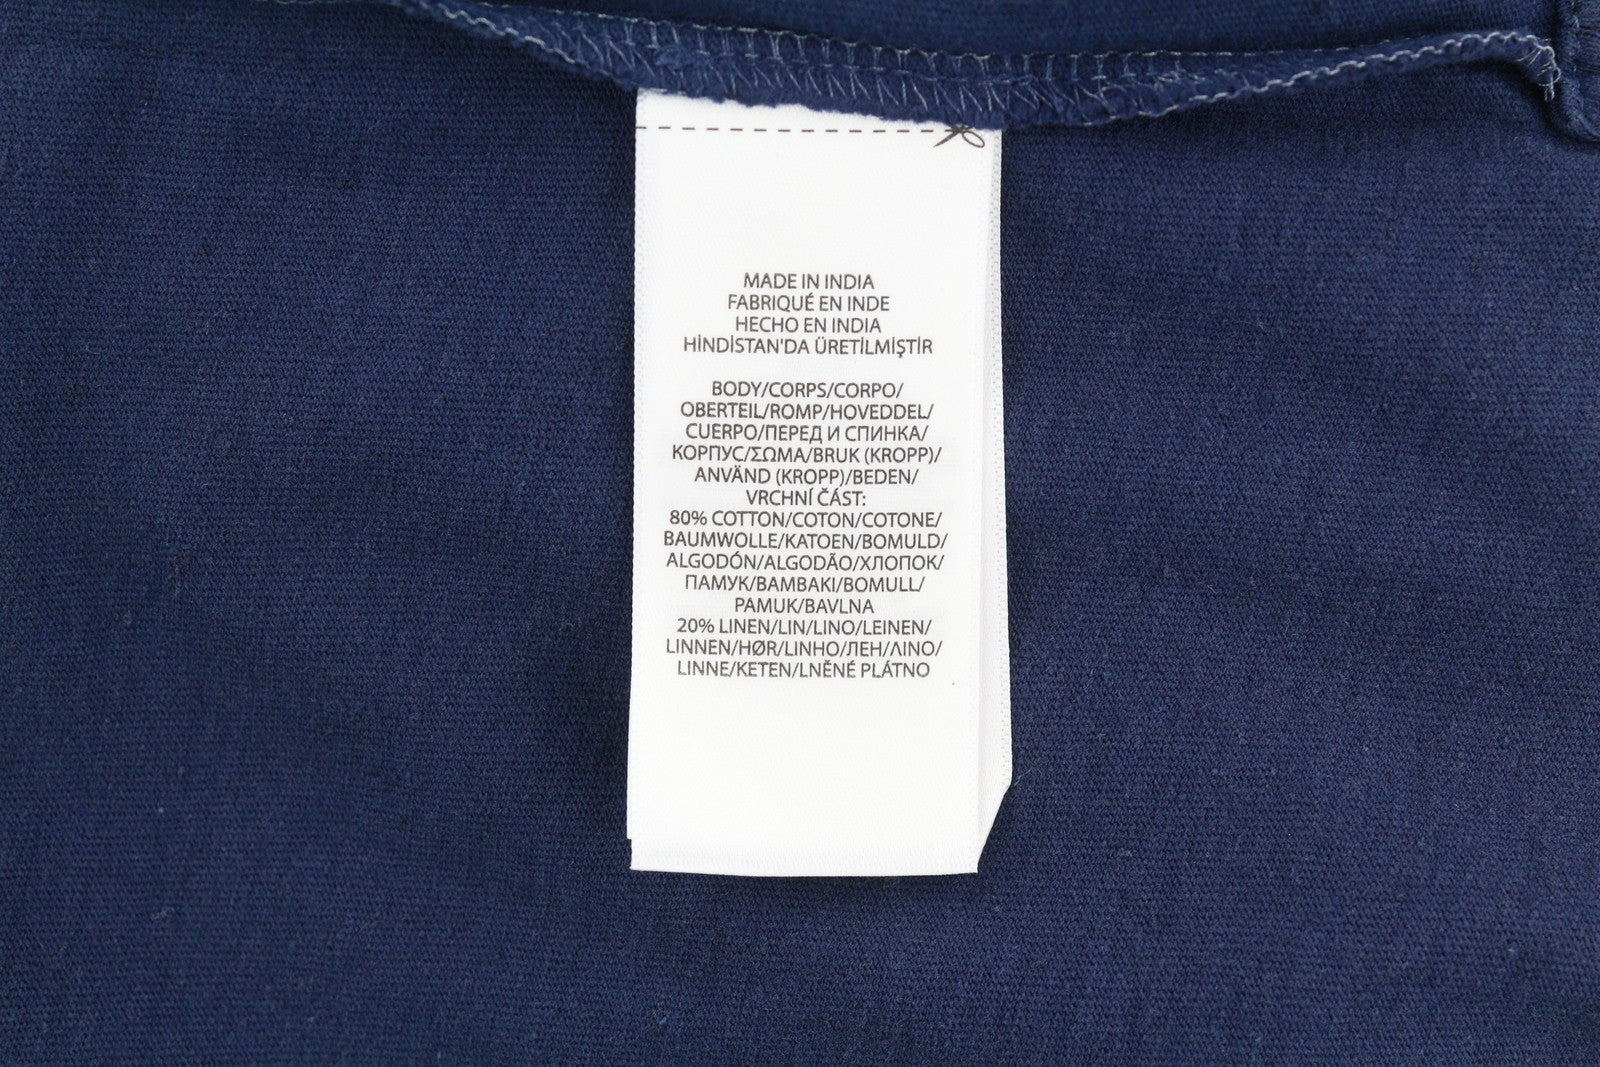 MADE IN INDIA
FABRIQUÉ EN INDE
HECHO EN INDIA
HİNDİSTAN'DA ÜRETİLMİŞTİR
BODY/CORPS/CORPO/
OBERTEIL/ROMP/HOVEDDEL/
CUERPO/ПЕРЕД И СПИНКА/
КОРПУС/ΣΩΜΑ/BRUK (KROPP)/
ANVÄND (KROPP)/BEDEN/
VRCHNÍ ČÁST:
80% COTTON/COTON/COTONE/
BAUMWOLLE/KATOEN/BOMULD/
ALGODÓN/ALGODÃO/ХЛОПОК/
ПАМУК/ΒΑΜΒΑΚΙ/BOMULL/
PAMUK/BAVLNA
20% LINEN/LIN/LINO/LEINEN/
LINNEN/HØR/LINHO/ЛЕН/ΛΙΝΟ/
LINNE/KETEN/LNĚNÉ PLÁTNO